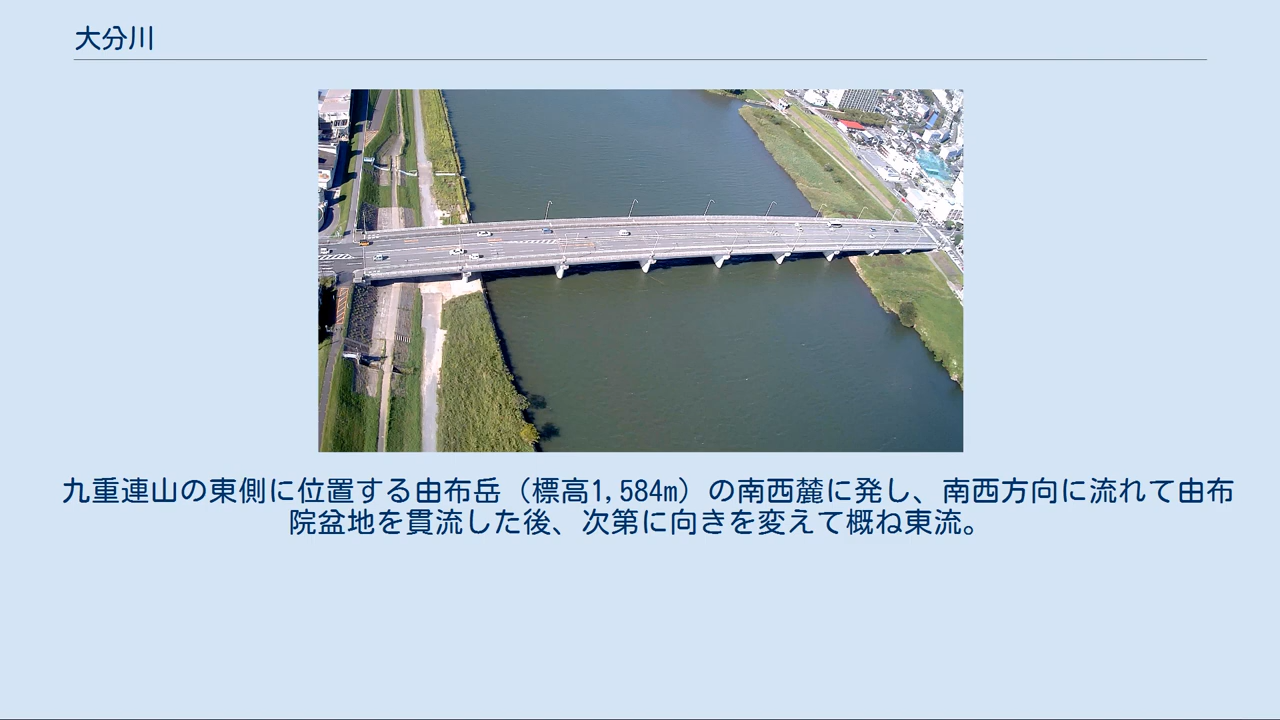 大分川
九重連山の東側に位置する由布岳（標高1,584m）の南西麓に発し、南西方向に流れて由布
院盆地を貫流した後、次第に向きを変えて概ね東流。